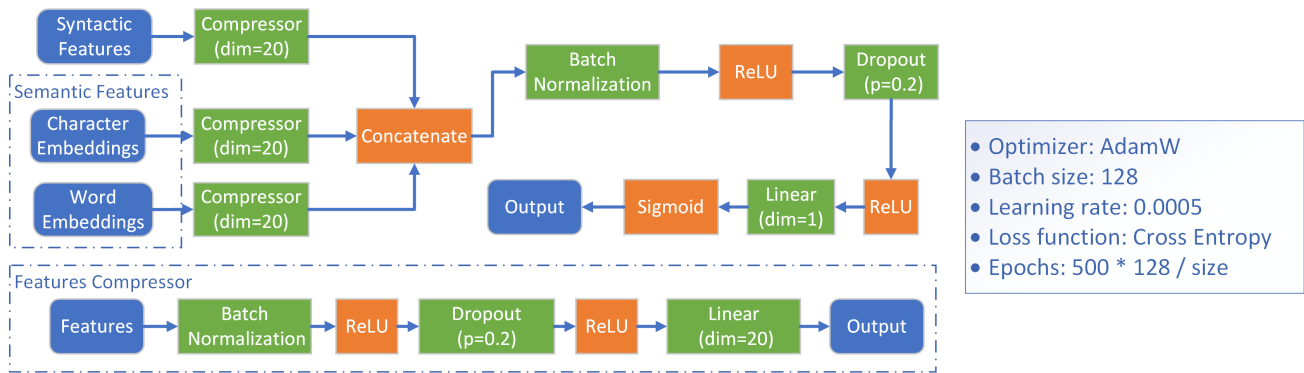 Syntactic
Features
Compressor
(dim=20)
Semantic Features
Character
Embeddings
Compressor
(dim=20)
Word
Embeddings
Compressor
(dim=20)
Concatenate
Batch
Normalization
ReLU
Dropout
(p=0.2)
ReLU
Linear
(dim=1)
Sigmoid
Output
• Optimizer: AdamW
• Batch size: 128
• Learning rate: 0.0005
• Loss function: Cross Entropy
• Epochs: 500 * 128 / size
Features Compressor
Features
Batch
Normalization
ReLU
Dropout
(p=0.2)
ReLU
Linear
(dim=20)
Output